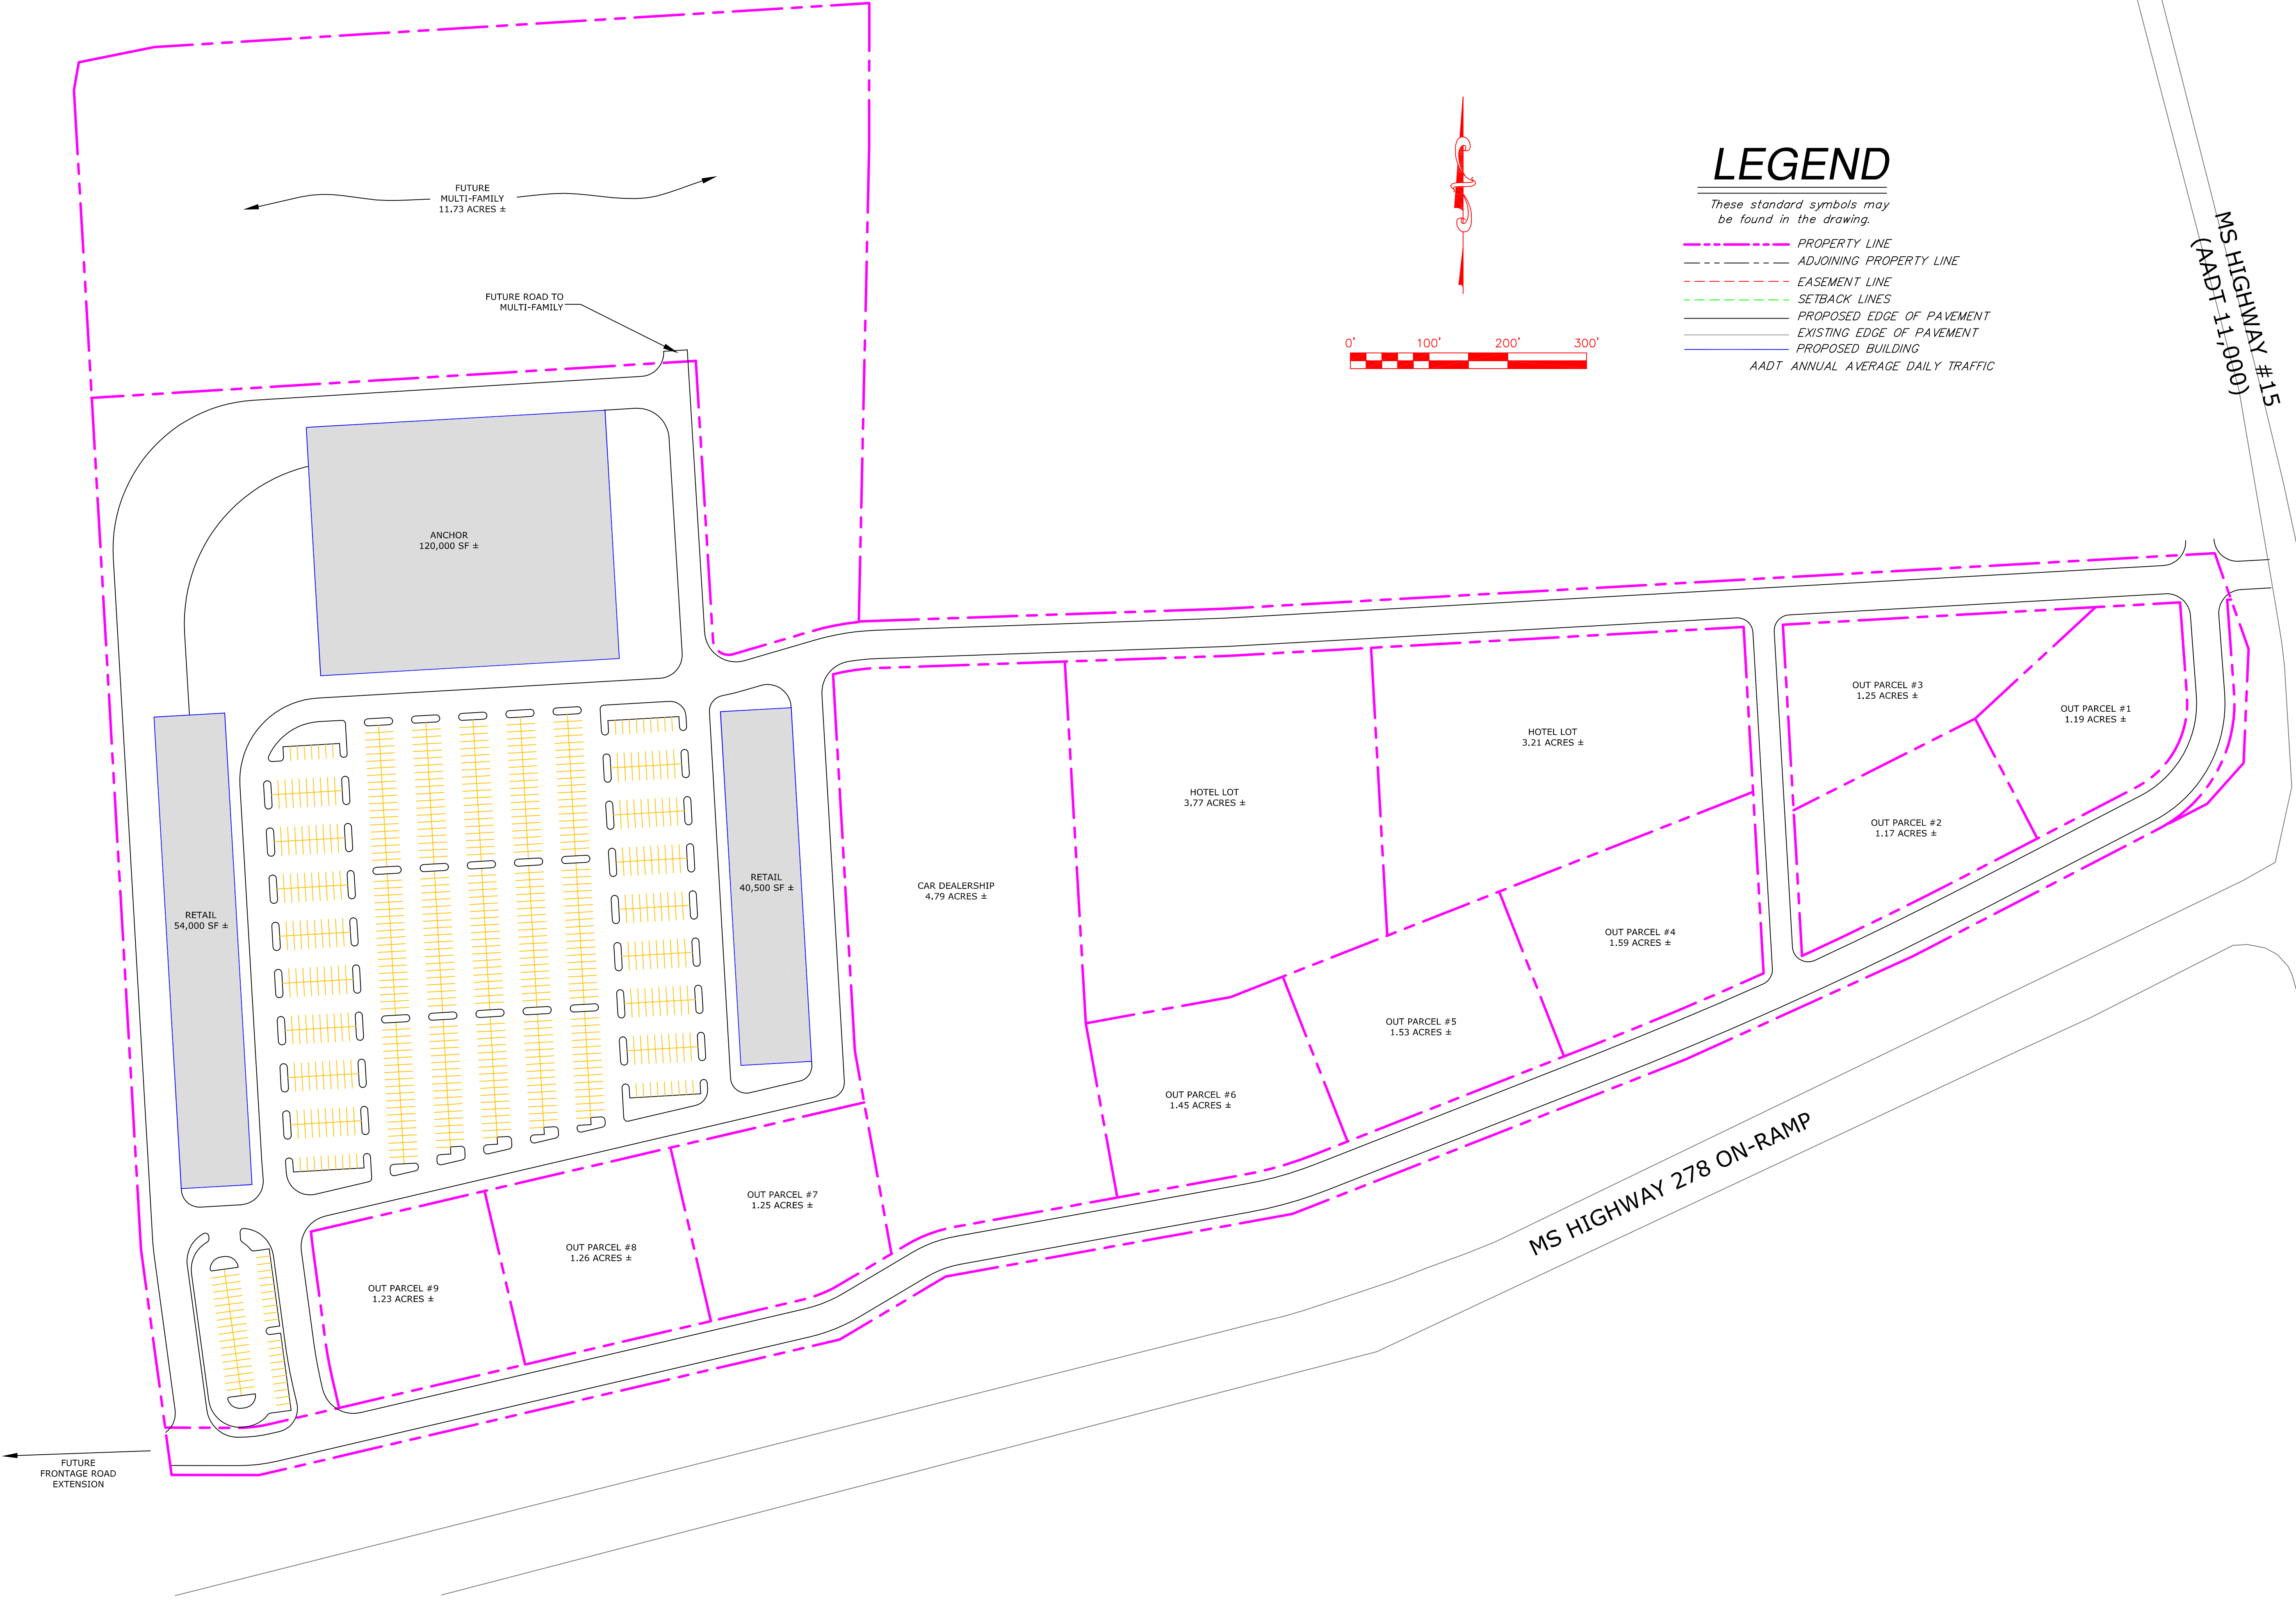 FUTURE
MULTI-FAMILY
11.73 ACRES ±
FUTURE ROAD TO
MULTI-FAMILY
LEGEND
These standard symbols may
be found in the drawing.
PROPERTY LINE
ADJOINING PROPERTY LINE
EASEMENT LINE
SETBACK LINES
PROPOSED EDGE OF PAVEMENT
EXISTING EDGE OF PAVEMENT
PROPOSED BUILDING
AADT ANNUAL AVERAGE DAILY TRAFFIC
0' 100' 200' 300'
MS HIGHWAY #15
(AADT 11,000)
ANCHOR
120,000 SF ±
RETAIL
54,000 SF ±
RETAIL
40,500 SF ±
CAR DEALERSHIP
4.79 ACRES ±
HOTEL LOT
3.77 ACRES ±
HOTEL LOT
3.21 ACRES ±
OUT PARCEL #3
1.25 ACRES ±
OUT PARCEL #1
1.19 ACRES ±
OUT PARCEL #2
1.17 ACRES ±
OUT PARCEL #4
1.59 ACRES ±
OUT PARCEL #5
1.53 ACRES ±
OUT PARCEL #6
1.45 ACRES ±
OUT PARCEL #7
1.25 ACRES ±
OUT PARCEL #8
1.26 ACRES ±
OUT PARCEL #9
1.23 ACRES ±
MS HIGHWAY 278 ON-RAMP
FUTURE
FRONTAGE ROAD
EXTENSION